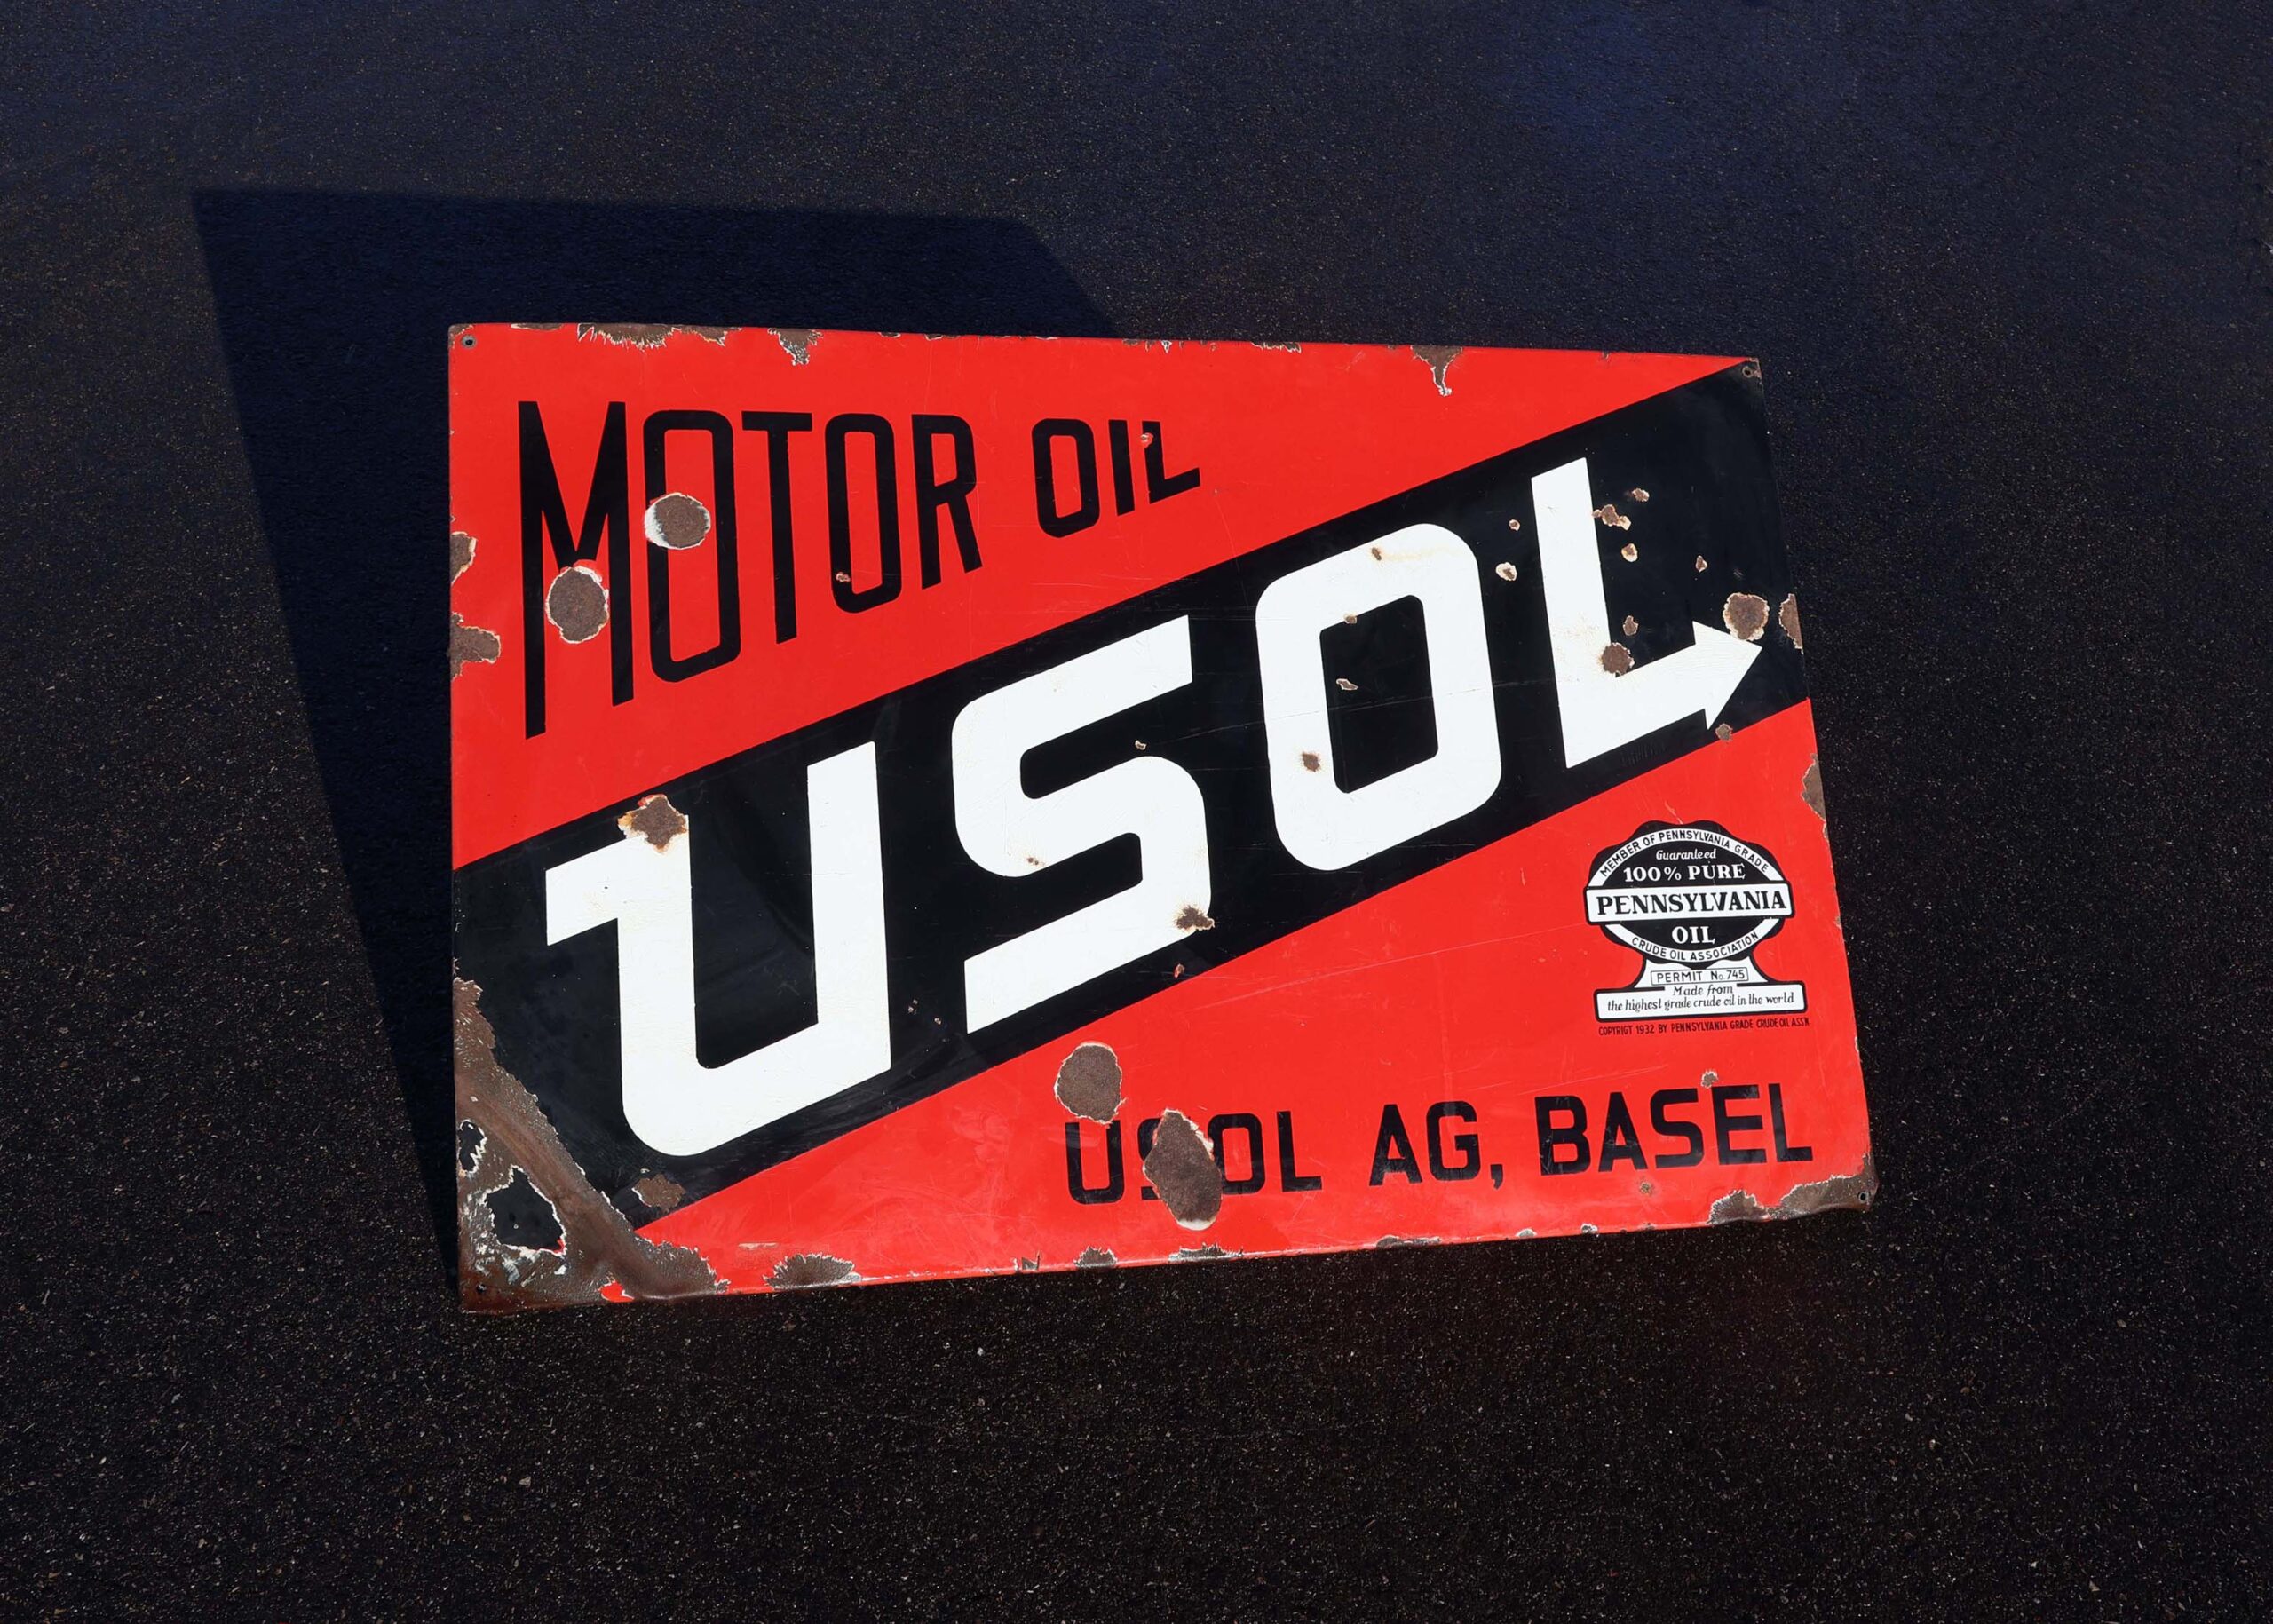 MOTOR OIL
USOL
MEMBER OF PENNSYLVANIA GRADE
Guaranteed
100% PURE
PENNSYLVANIA
OIL
CRUDE OIL ASSOCIATION
PERMIT No. 745
Made from
the highest grade crude oil in the world
COPYRIGT 1932 BY PENNSYLVANIA GRADE CRUDE OIL ASS'N
USOL AG, BASEL